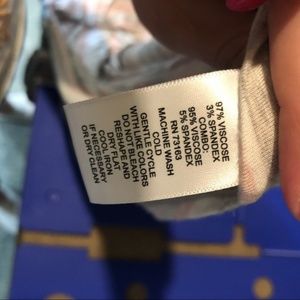 97% VISCOSE
3% SPANDEX
COMBO:
95% VISCOSE
5% SPANDEX
RN 73163
MACHINE WASH
COLD
GENTLE CYCLE
WITH LIKE COLORS
DO NOT BLEACH
RESHAPE AND
DRY FLAT
COOL IRON
IF NECESSARY
OR DRY CLEAN